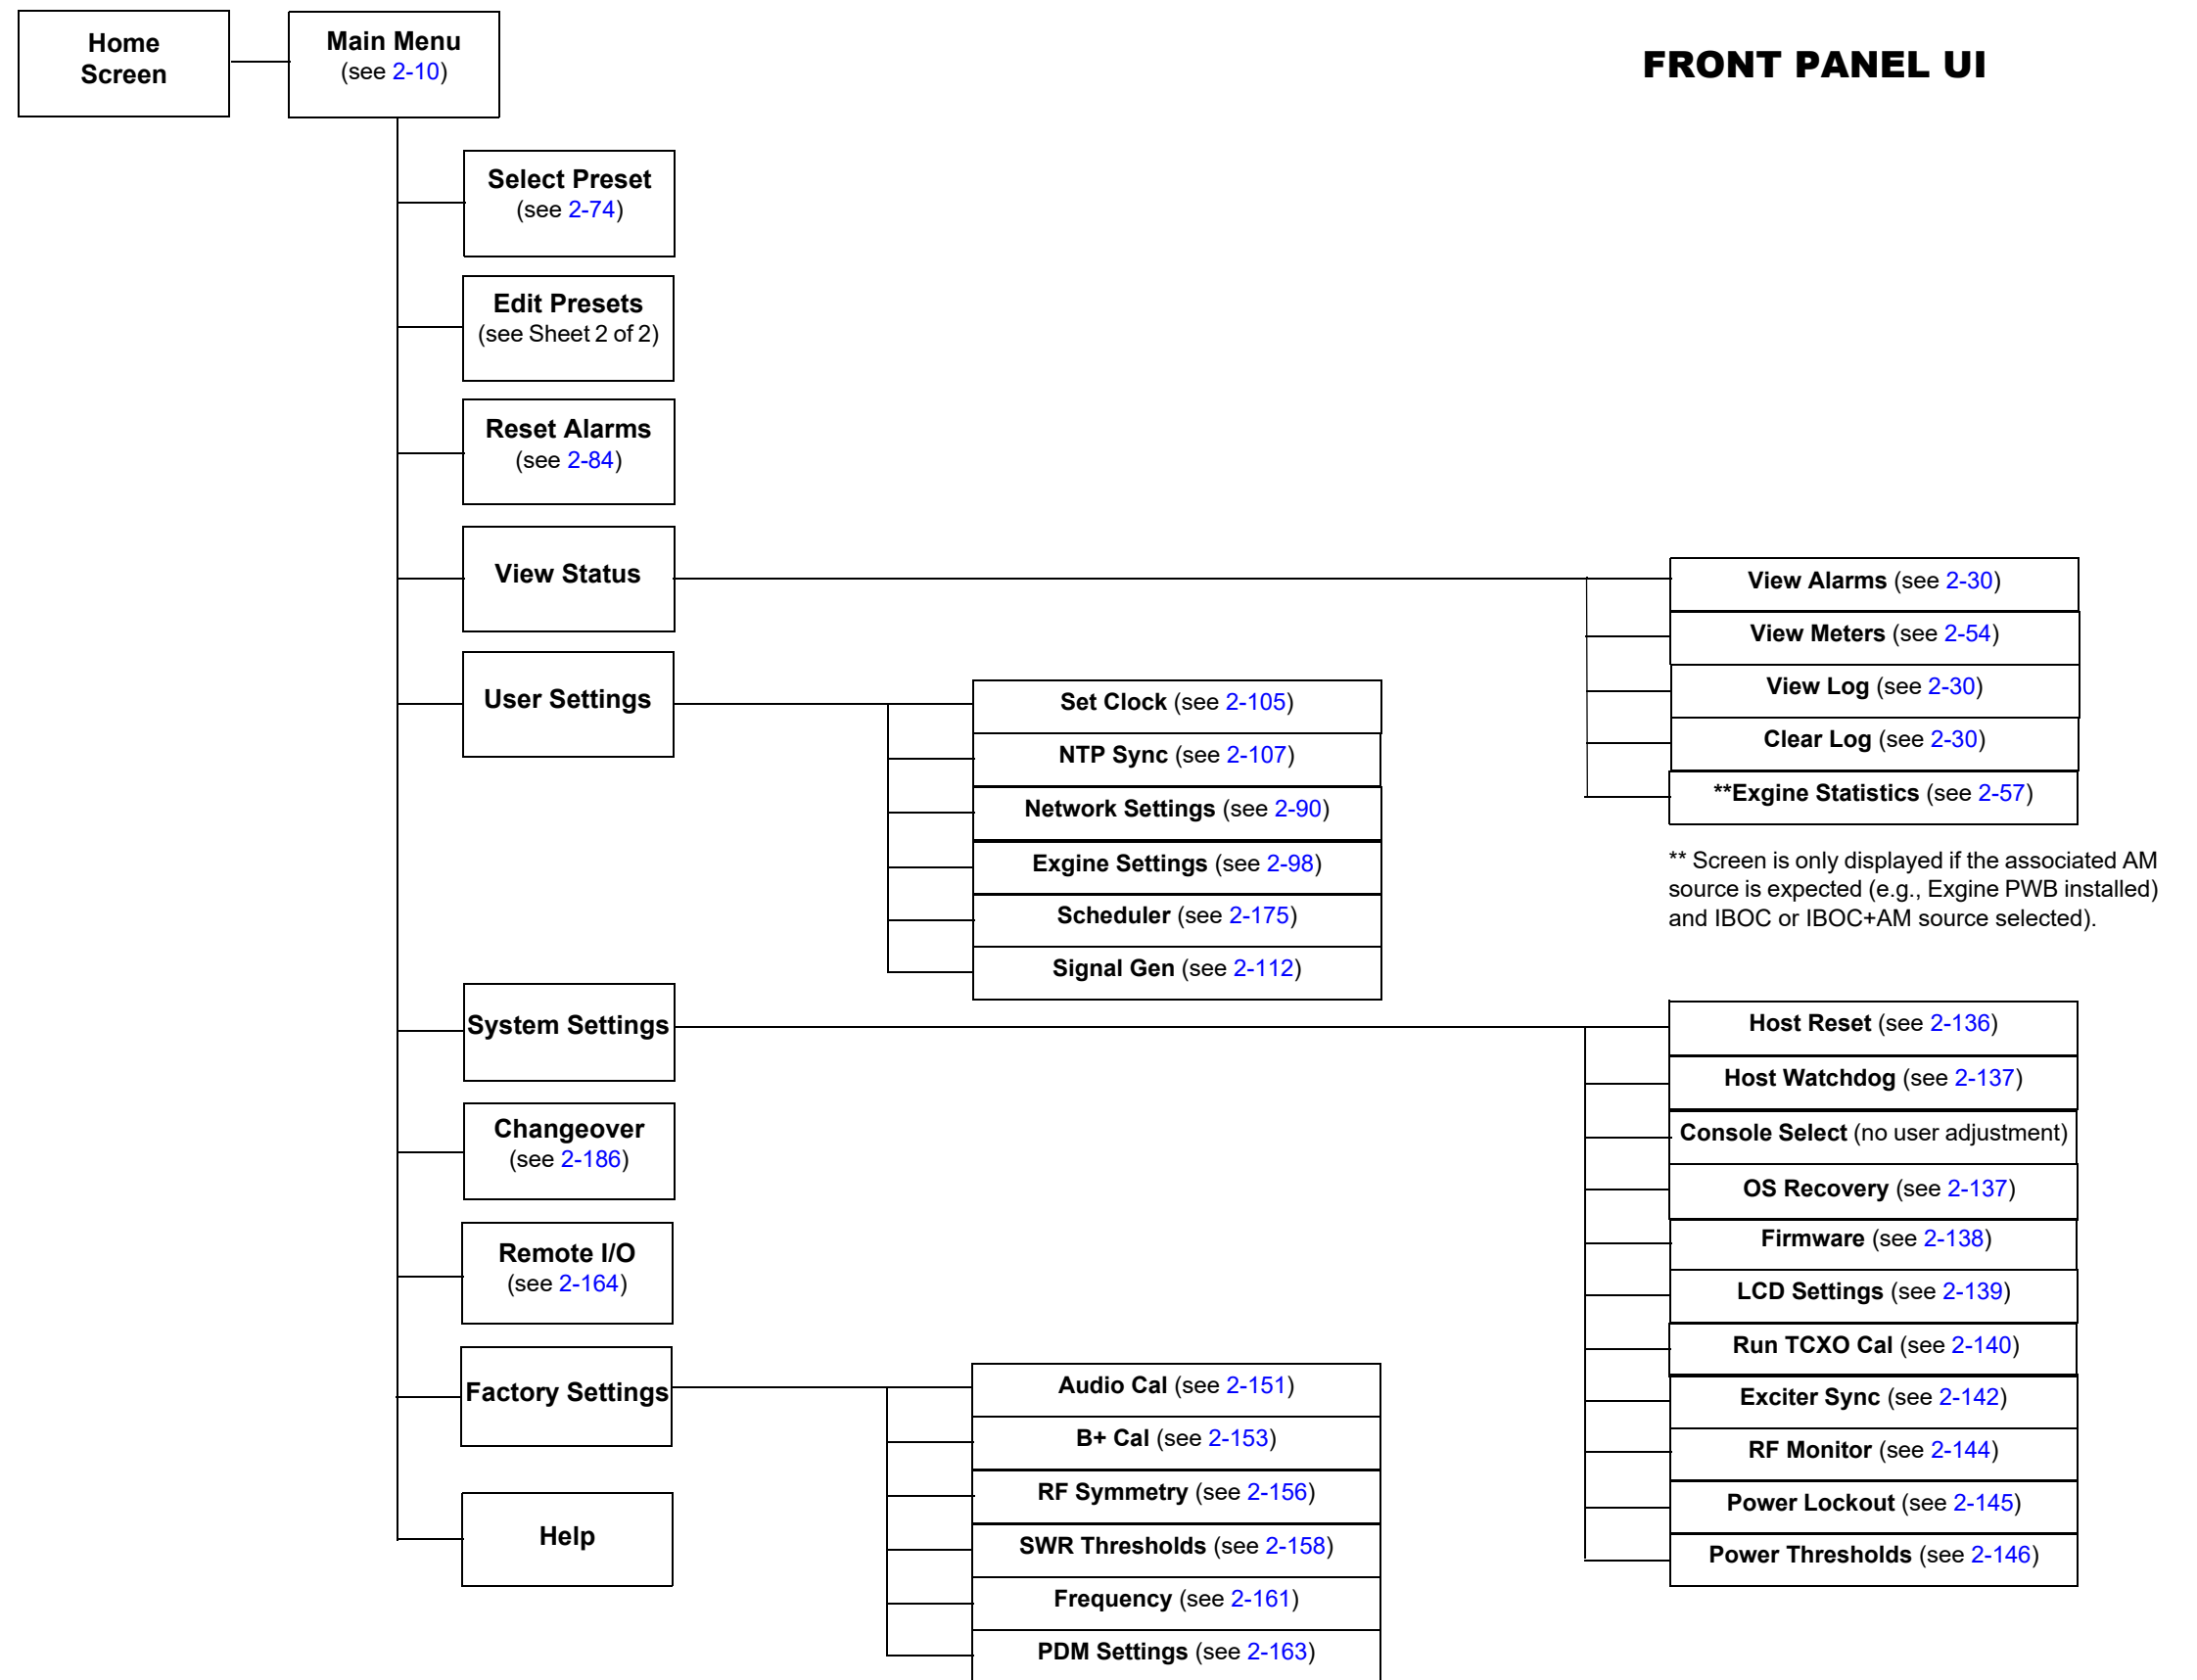 Home
Screen
Main Menu
(see 2-10)
FRONT PANEL UI
Select Preset
(see 2-74)
Edit Presets
(see Sheet 2 of 2)
Reset Alarms
(see 2-84)
View Status
View Alarms (see 2-30)
View Meters (see 2-54)
View Log (see 2-30)
Clear Log (see 2-30)
**Exgine Statistics (see 2-57)
** Screen is only displayed if the associated AM
source is expected (e.g., Exgine PWB installed)
and IBOC or IBOC+AM source selected).
User Settings
Set Clock (see 2-105)
NTP Sync (see 2-107)
Network Settings (see 2-90)
Exgine Settings (see 2-98)
Scheduler (see 2-175)
Signal Gen (see 2-112)
System Settings
Host Reset (see 2-136)
Host Watchdog (see 2-137)
Console Select (no user adjustment)
OS Recovery (see 2-137)
Firmware (see 2-138)
LCD Settings (see 2-139)
Run TCXO Cal (see 2-140)
Exciter Sync (see 2-142)
RF Monitor (see 2-144)
Power Lockout (see 2-145)
Power Thresholds (see 2-146)
Changeover
(see 2-186)
Remote I/O
(see 2-164)
Factory Settings
Audio Cal (see 2-151)
B+ Cal (see 2-153)
RF Symmetry (see 2-156)
SWR Thresholds (see 2-158)
Frequency (see 2-161)
PDM Settings (see 2-163)
Help